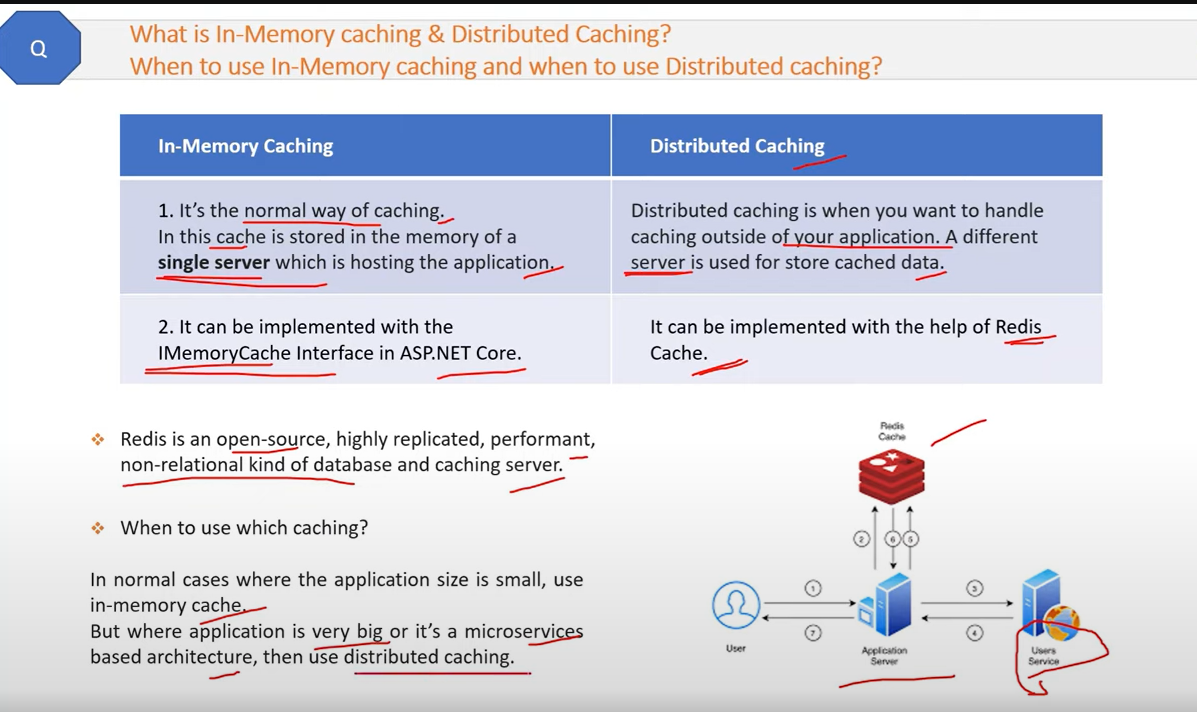 Q
What is In-Memory caching & Distributed Caching?
When to use In-Memory caching and when to use Distributed caching?
In-Memory Caching
Distributed Caching
1. It's the normal way of caching.
In this cache is stored in the memory of a
single server which is hosting the application.
Distributed caching is when you want to handle
caching outside of your application. A different
server is used for store cached data.
2. It can be implemented with the
IMemoryCache Interface in ASP.NET Core.
It can be implemented with the help of Redis
Cache.
❖ Redis is an open-source, highly replicated, performant,
non-relational kind of database and caching server.
❖ When to use which caching?
In normal cases where the application size is small, use
in-memory cache.
But where application is very big or it's a microservices
based architecture, then use distributed caching.
Redis
Cache
2
6
5
1
3
7
4
User
Application
Server
Users
Service